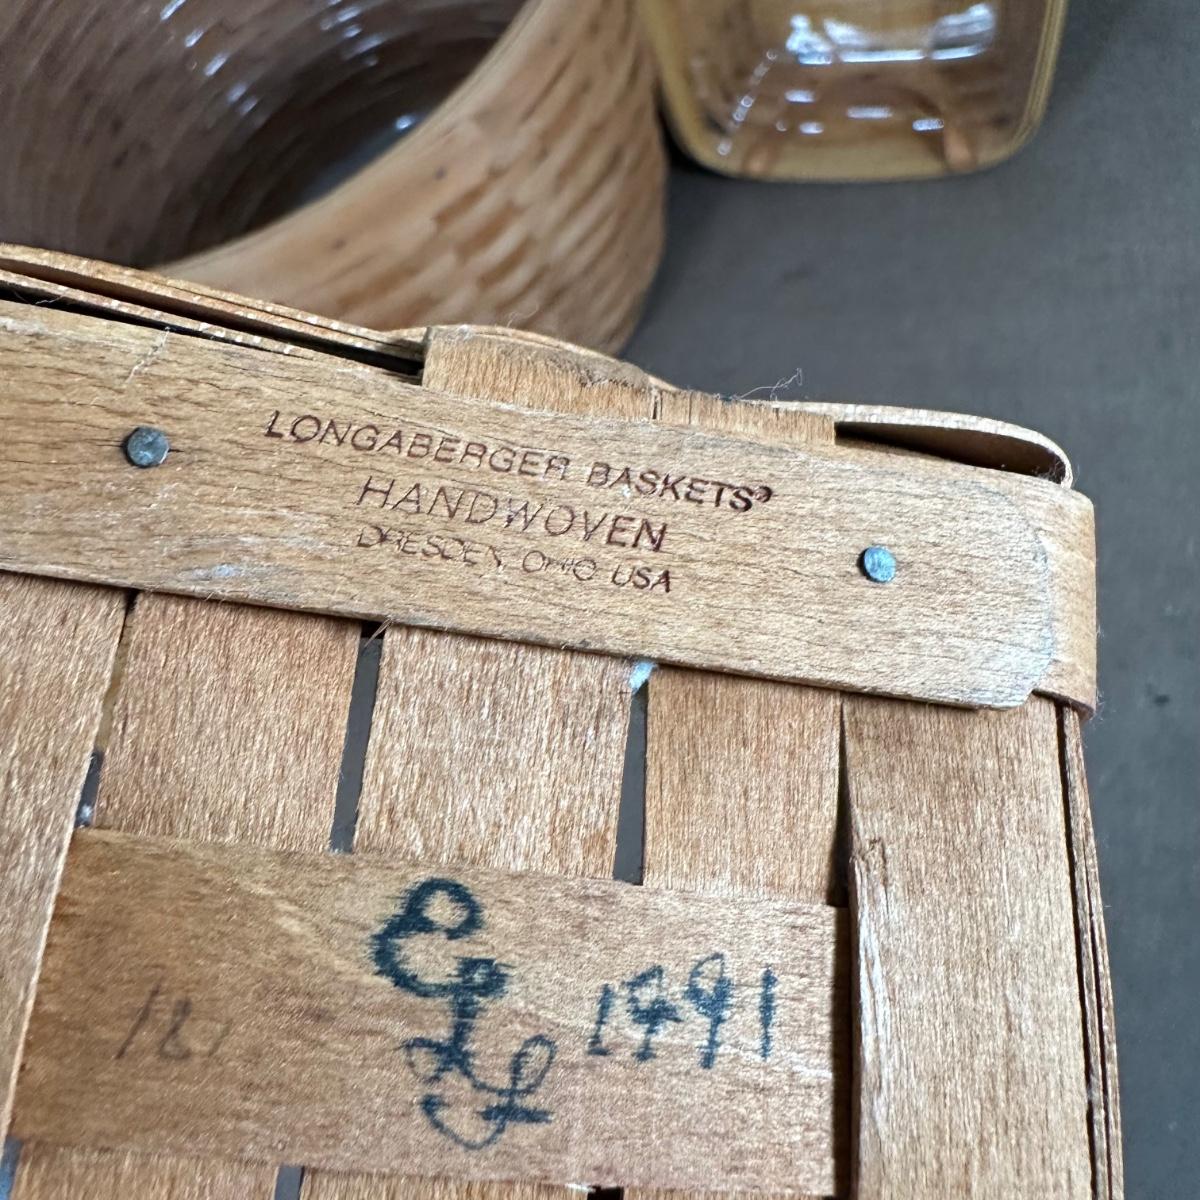 LONGABERGER BASKETS®
HANDWOVEN
DRESDEN, OHIO USA
1991